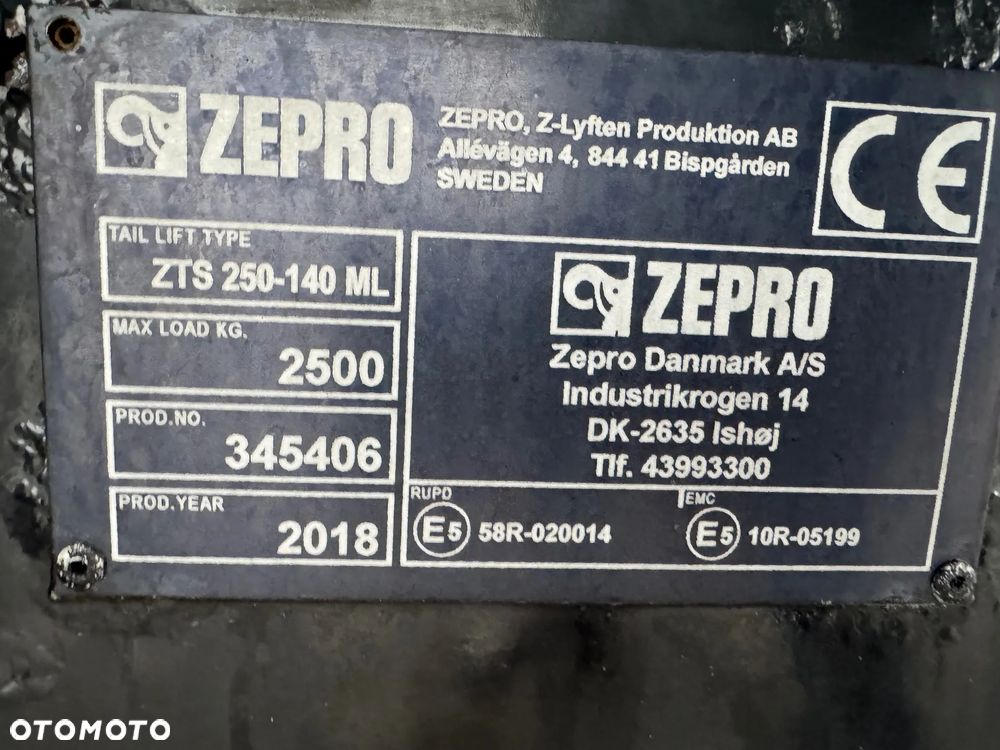 ZEPRO
ZEPRO, Z-Lyften Produktion AB
Allévägen 4, 844 41 Bispgården
SWEDEN
CE
TAIL LIFT TYPE
ZTS 250-140 ML
MAX LOAD KG.
2500
PROD.NO.
345406
PROD.YEAR
2018
ZEPRO
Zepro Danmark A/S
Industrikrogen 14
DK-2635 Ishøj
Tlf. 43993300
RUPD
E5 58R-020014
EMC
E5 10R-05199
OTOMOTO